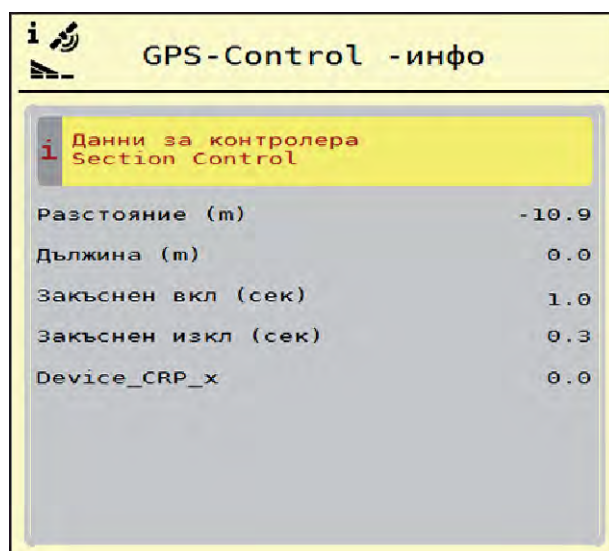 i
GPS-Control -инфо
i Данни за контролера
Section Control
Разстояние (m) -10.9
Дължина (m) 0.0
Закъснен вкл (сек) 1.0
Закъснен изкл (сек) 0.3
Device_CRP_x 0.0